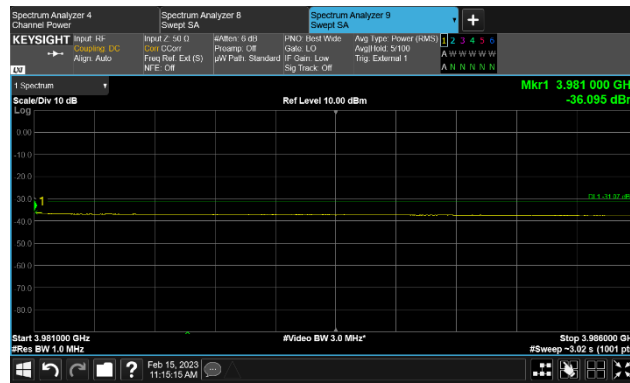 Spectrum Analyzer 4
Channel Power
Spectrum Analyzer 8
Swept SA
Spectrum Analyzer 9
Swept SA
KEYSIGHT
Input: RF
Coupling: DC
Align: Auto
Input Z: 50 Ω
Corr CCorr
Freq Ref: Ext (S)
NFE: Off
#Atten: 6 dB
Preamp: Off
µW Path: Standard
PNO: Best Wide
Gate: LO
IF Gain: Low
Sig Track: Off
Avg Type: Power (RMS)
Avg|Hold: 5/100
Trig: External 1
1 2 3 4 5 6
A W W W W W
A N N N N N
LXI
1 Spectrum
Scale/Div 10 dB
Ref Level 10.00 dBm
Mkr1 3.981 000 GH
-36.095 dBr
Log
0.00
-10.0
-20.0
-30.0
-40.0
-50.0
-60.0
-70.0
-80.0
1
DL1 -31.37 dB
Start 3.981000 GHz
#Res BW 1.0 MHz
#Video BW 3.0 MHz*
Stop 3.986000 GH
#Sweep ~3.02 s (1001 pt
?
Feb 15, 2023
11:15:15 AM